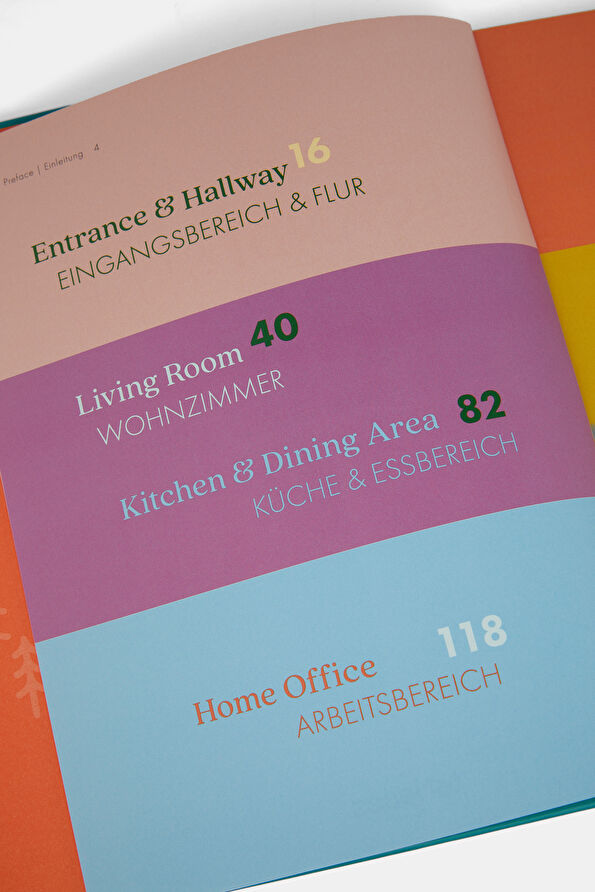 Preface | Einleitung 4
Entrance & Hallway 16
EINGANGSBEREICH & FLUR
Living Room 40
WOHNZIMMER
Kitchen & Dining Area 82
KÜCHE & ESSBEREICH
118
Home Office
ARBEITSBEREICH